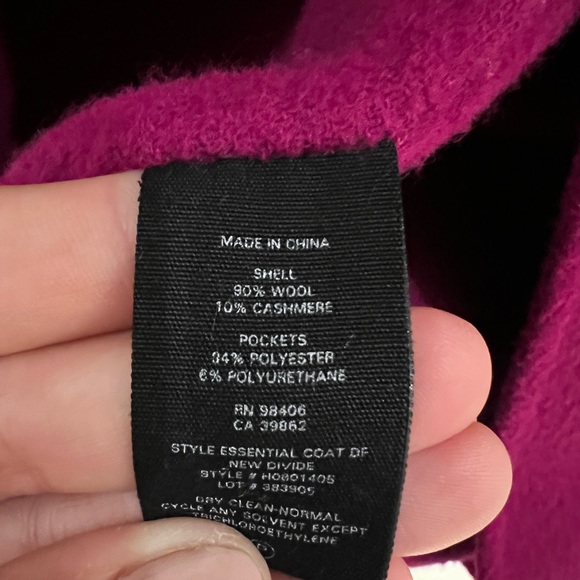 MADE IN CHINA
SHELL
90% WOOL
10% CASHMERE
POCKETS
94% POLYESTER
6% POLYURETHANE
RN 98406
CA 39862
STYLE ESSENTIAL COAT DF
NEW DIVIDE
STYLE # H0801405
LOT # 383905
DRY CLEAN-NORMAL
CYCLE ANY SOLVENT EXCEPT
TRICHLOROETHYLENE